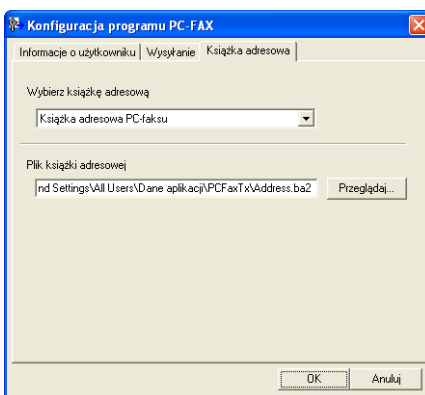 Konfiguracja programu PC-FAX
Informacje o użytkowniku Wysyłanie Książka adresowa
Wybierz książkę adresową
Książka adresowa PC-faksu
Plik książki adresowej
nd Settings\All Users\Dane aplikacji\PCFaxTx\Address.ba2 Przeglądaj...
OK Anuluj